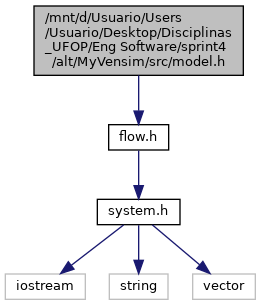 /mnt/d/Usuario/Users
/Usuario/Desktop/Disciplinas
_UFOP/Eng Software/sprint4
/alt/MyVensim/src/model.h
flow.h
system.h
iostream
string
vector